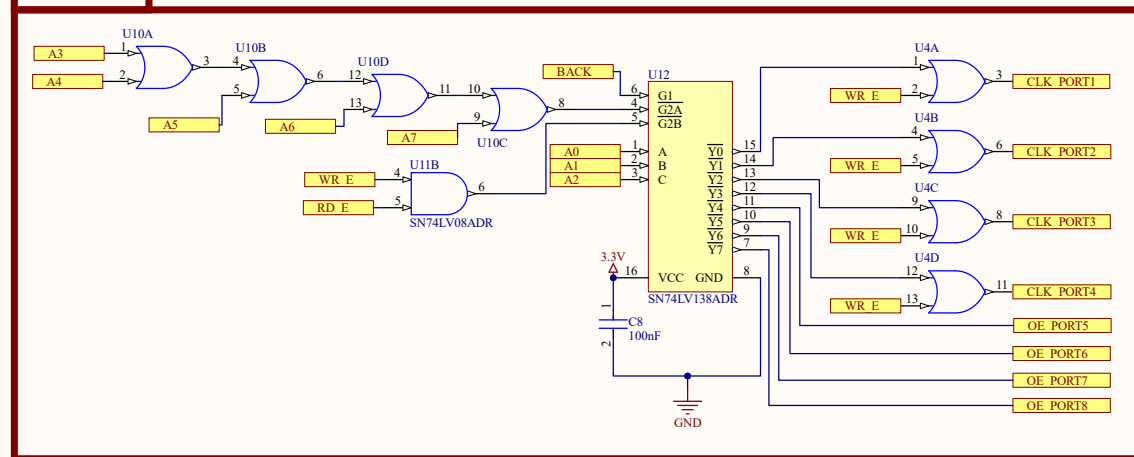 U10A
A3 1
3
A4 2
U10B
4
6
A5 5
U10D
12
11
A6 13
10
8
A7 9
U10C
U11B
WR E 4
6
RD E 5
SN74LV08ADR
BACK
U12
6 G1
4 G2A
5 G2B
A0 1 A
A1 2 B
A2 3 C
Y0 15
Y1 14
Y2 13
Y3 12
Y4 11
Y5 10
Y6 9
Y7 7
3.3V
16 VCC GND 8
SN74LV138ADR
1
C8
100nF
2
GND
U4A
1
3 CLK PORT1
WR E 2
U4B
4
6 CLK PORT2
WR E 5
U4C
9
8 CLK PORT3
WR E 10
U4D
12
11 CLK PORT4
WR E 13
OE PORT5
OE PORT6
OE PORT7
OE PORT8